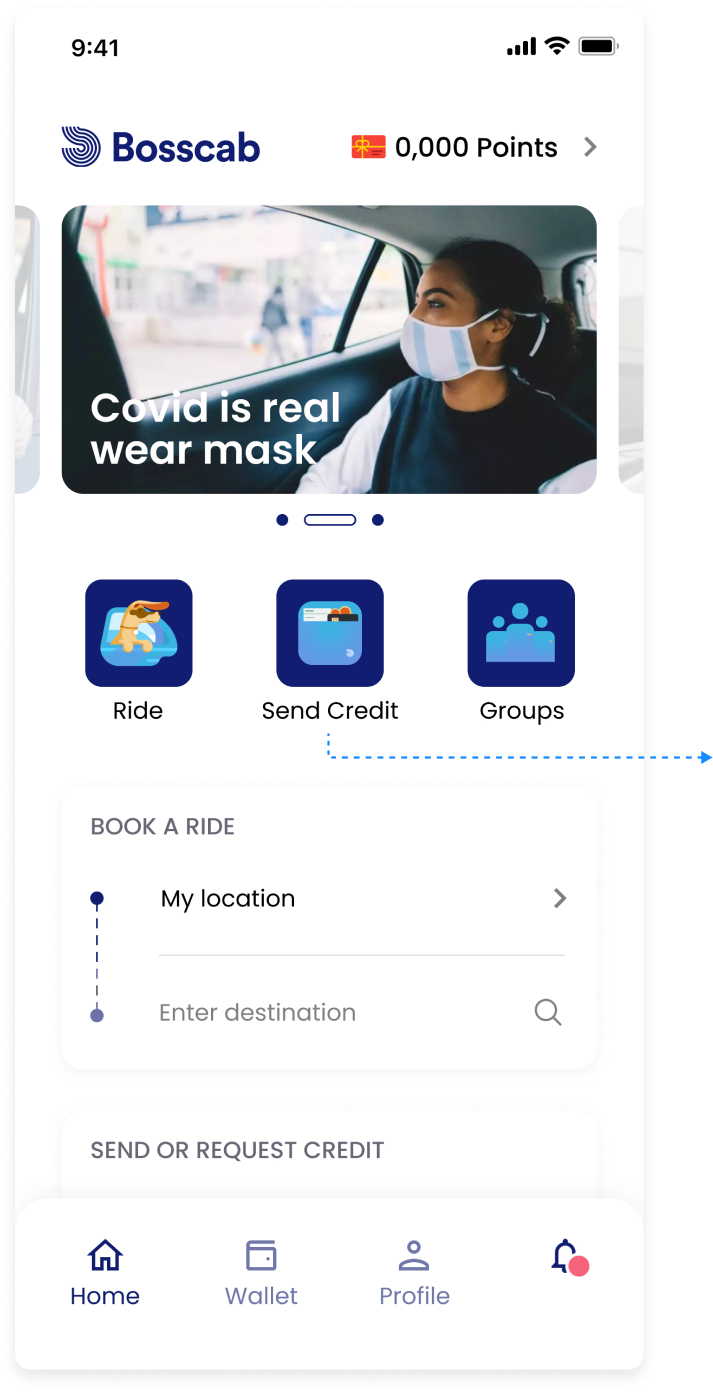 9:41
Bosscab
0,000 Points
Covid is real
wear mask
Ride
Send Credit
Groups
BOOK A RIDE
My location
Enter destination
SEND OR REQUEST CREDIT
Home
Wallet
Profile